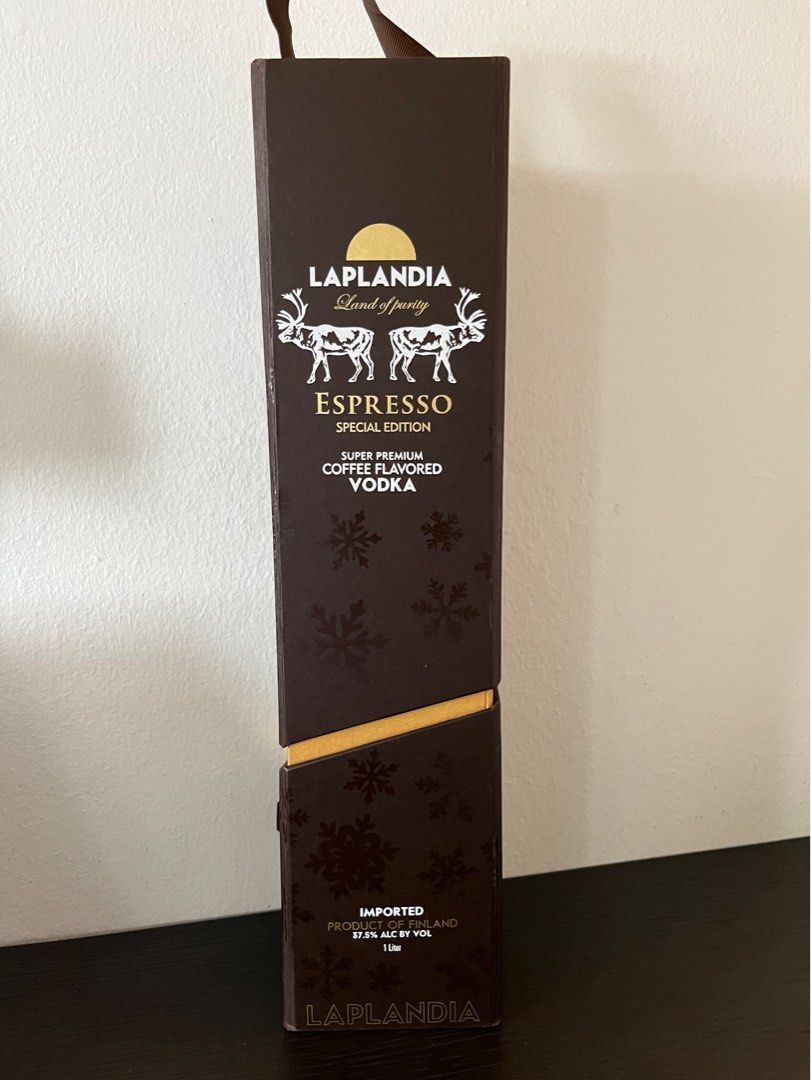 LAPLANDIA
Land of purity
ESPRESSO
SPECIAL EDITION
SUPER PREMIUM
COFFEE FLAVORED
VODKA
IMPORTED
PRODUCT OF FINLAND
37.5% ALC BY VOL
1 Liter
LAPLANDIA